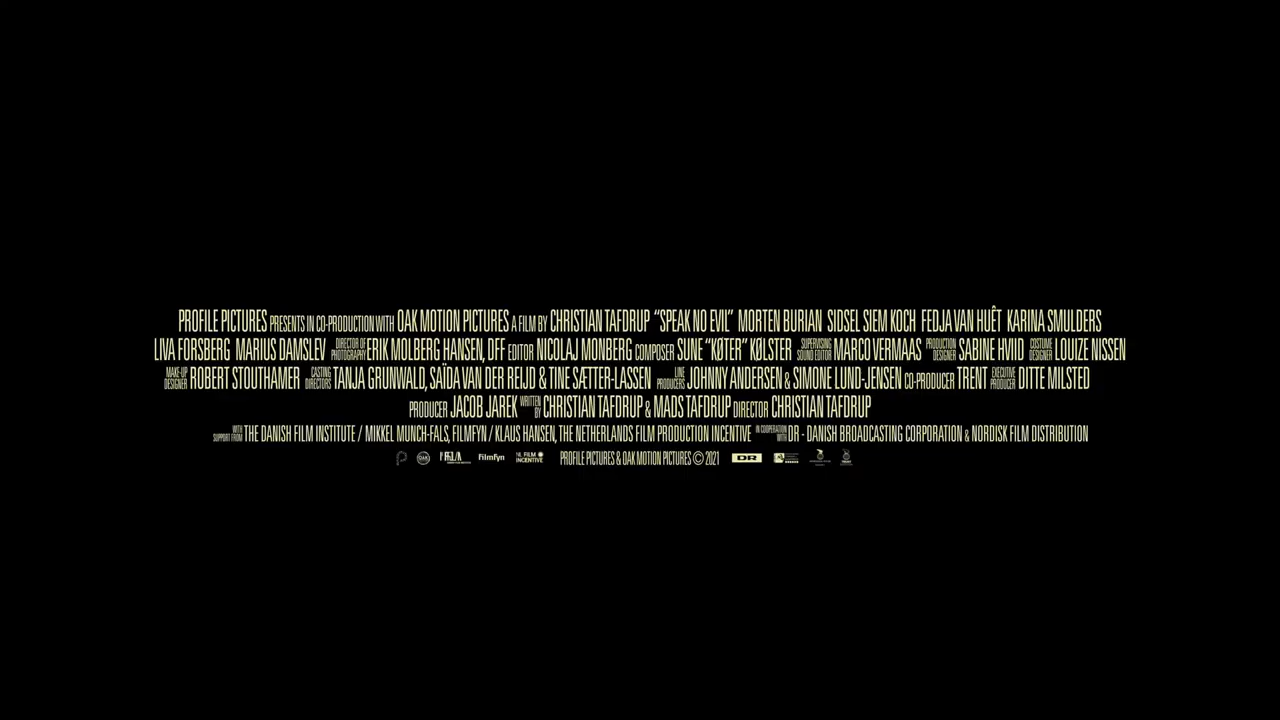 PROFILE PICTURES PRESENTS IN CO-PRODUCTION WITH OAK MOTION PICTURES A FILM BY CHRISTIAN TAFDRUP “SPEAK NO EVIL” MORTEN BURIAN SIDSEL SIEM KOCH FEDJA VAN HUÊT KARINA SMULDERS
LIVA FORSBERG MARIUS DAMSLEV DIRECTOR OF PHOTOGRAPHY ERIK MOLBERG HANSEN, DFF EDITOR NICOLAJ MONBERG COMPOSER SUNE “KØTER” KØLSTER SUPERVISING SOUND EDITOR MARCO VERMAAS PRODUCTION DESIGNER SABINE HVIID COSTUME DESIGNER LOUIZE NISSEN
MAKE-UP DESIGNER ROBERT STOUTHAMER CASTING DIRECTORS TANJA GRUNWALD, SAÏDA VAN DER REIJD & TINE SÆTTER-LASSEN LINE PRODUCERS JOHNNY ANDERSEN & SIMONE LUND-JENSEN CO-PRODUCER TRENT EXECUTIVE PRODUCER DITTE MILSTED
PRODUCER JACOB JAREK WRITTEN BY CHRISTIAN TAFDRUP & MADS TAFDRUP DIRECTOR CHRISTIAN TAFDRUP
WITH SUPPORT FROM THE DANISH FILM INSTITUTE / MIKKEL MUNCH-FALS, FILMFYN / KLAUS HANSEN, THE NETHERLANDS FILM PRODUCTION INCENTIVE IN COOPERATION WITH DR - DANISH BROADCASTING CORPORATION & NORDISK FILM DISTRIBUTION
OAK FilmFyn NL FILM INCENTIVE PROFILE PICTURES & OAK MOTION PICTURES © 2021 DR